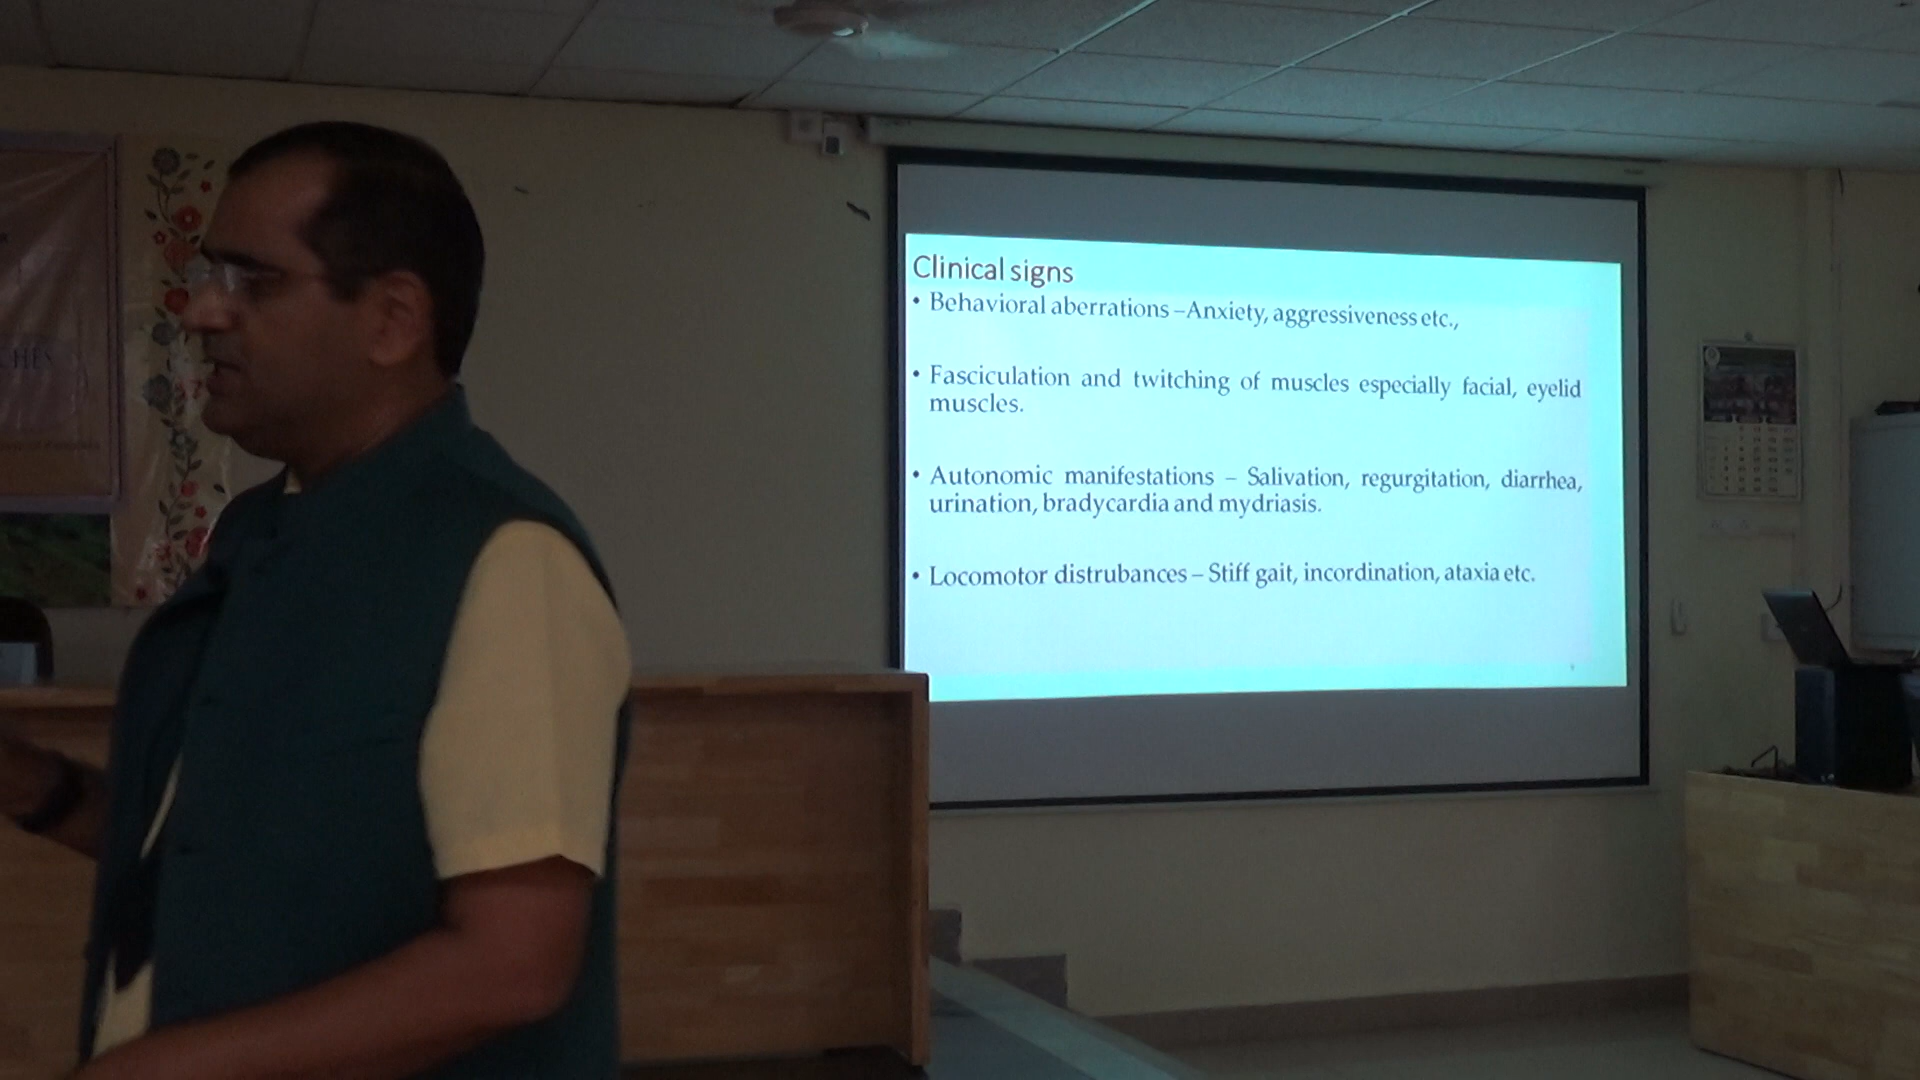 Clinical signs
• Behavioral aberrations –Anxiety, aggressiveness etc.,
• Fasciculation and twitching of muscles especially facial, eyelid
muscles.
• Autonomic manifestations – Salivation, regurgitation, diarrhea,
urination, bradycardia and mydriasis.
• Locomotor distrubances – Stiff gait, incordination, ataxia etc.